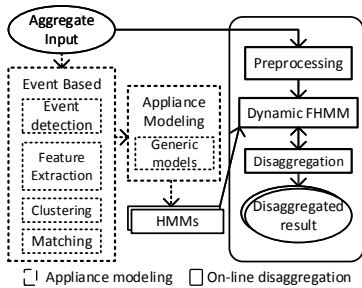 Aggregate
Input
Event Based
Event
detection
Feature
Extraction
Clustering
Matching
Appliance
Modeling
Generic
models
HMMs
Preprocessing
Dynamic FHMM
Disaggregation
Disaggregated
result
Appliance modeling
On-line disaggregation